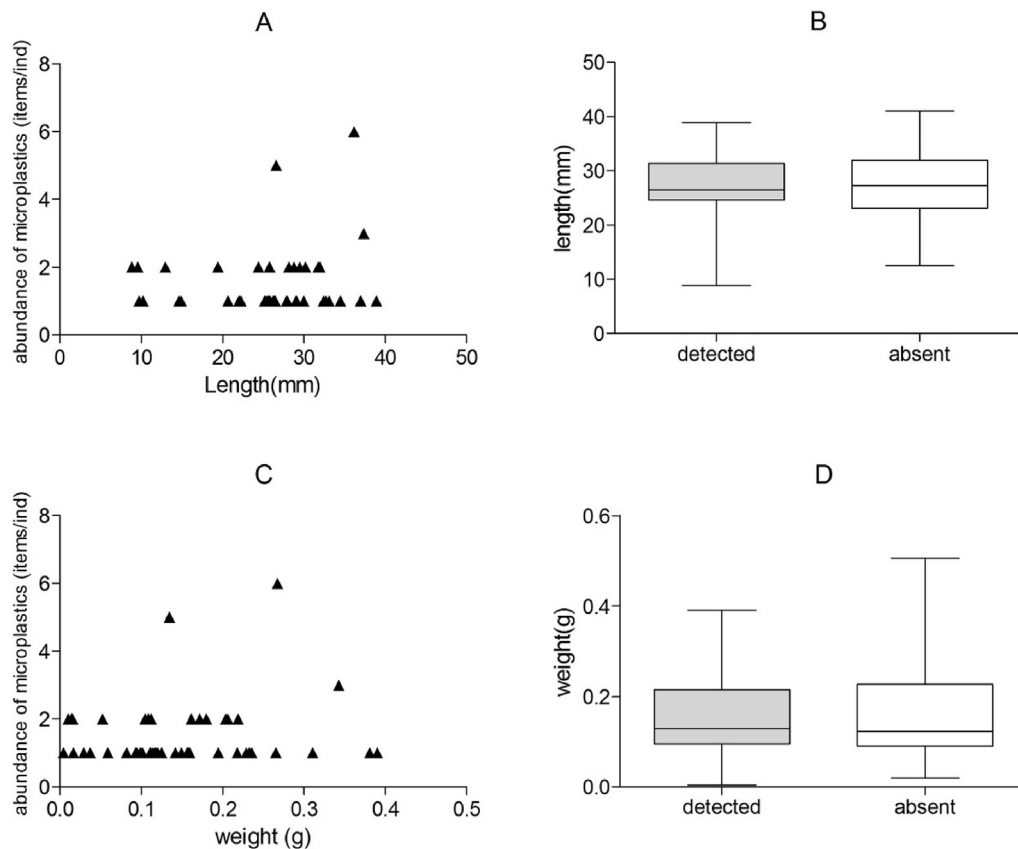 A
abundance of microplastics (items/ind)
8
6
4
2
0
0 10 20 30 40 50
Length(mm)
B
length(mm)
50
40
30
20
10
0
detected absent
C
abundance of microplastics (items/ind)
8
6
4
2
0
0.0 0.1 0.2 0.3 0.4 0.5
weight (g)
D
weight(g)
0.6
0.4
0.2
0.0
detected absent